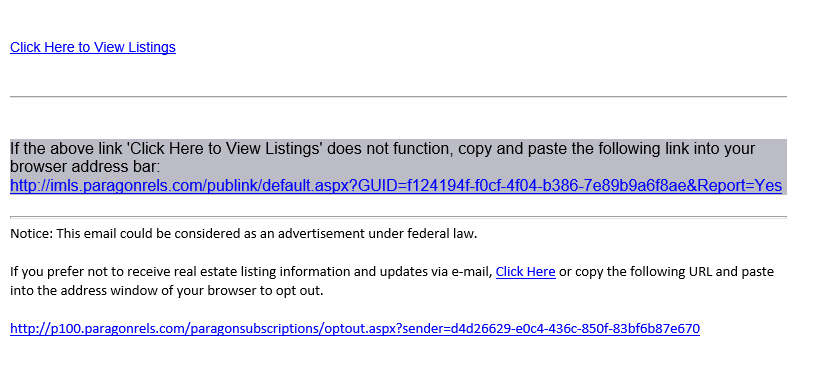 Click Here to View Listings
If the above link 'Click Here to View Listings' does not function, copy and paste the following link into your
browser address bar:
http://imls.paragonrels.com/publink/default.aspx?GUID=f124194f-f0cf-4f04-b386-7e89b9a6f8ae&Report=Yes
Notice: This email could be considered as an advertisement under federal law.
If you prefer not to receive real estate listing information and updates via e-mail, Click Here or copy the following URL and paste
into the address window of your browser to opt out.
http://p100.paragonrels.com/paragonsubscriptions/optout.aspx?sender=d4d26629-e0c4-436c-850f-83bf6b87e670